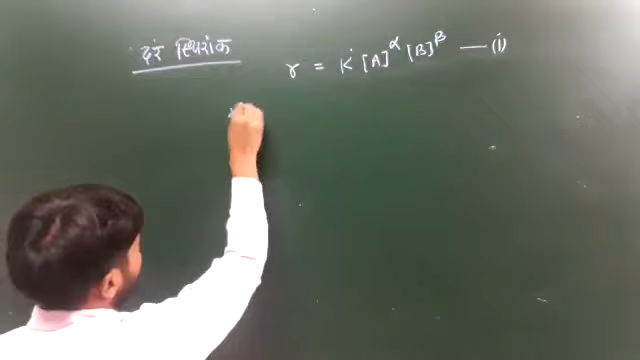 दर स्थिरांक
r = K [A]^α [B]^β — (i)